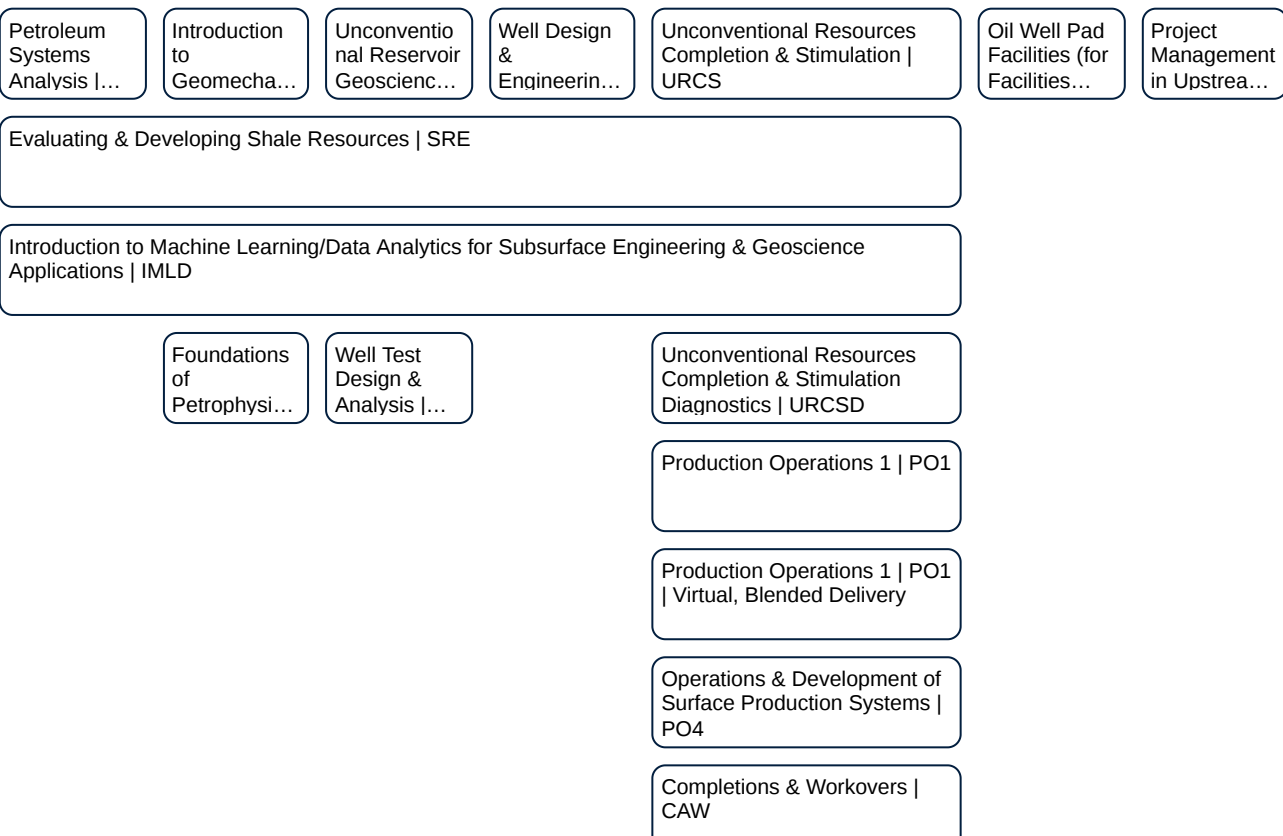 Petroleum
Systems
Analysis |…
Introduction
to
Geomecha…
Unconventio
nal Reservoir
Geoscienc…
Well Design
&
Engineerin…
Unconventional Resources
Completion & Stimulation |
URCS
Oil Well Pad
Facilities (for
Facilities…
Project
Management
in Upstrea…
Evaluating & Developing Shale Resources | SRE
Introduction to Machine Learning/Data Analytics for Subsurface Engineering & Geoscience
Applications | IMLD
Foundations
of
Petrophysi…
Well Test
Design &
Analysis |…
Unconventional Resources
Completion & Stimulation
Diagnostics | URCSD
Production Operations 1 | PO1
Production Operations 1 | PO1
| Virtual, Blended Delivery
Operations & Development of
Surface Production Systems |
PO4
Completions & Workovers |
CAW